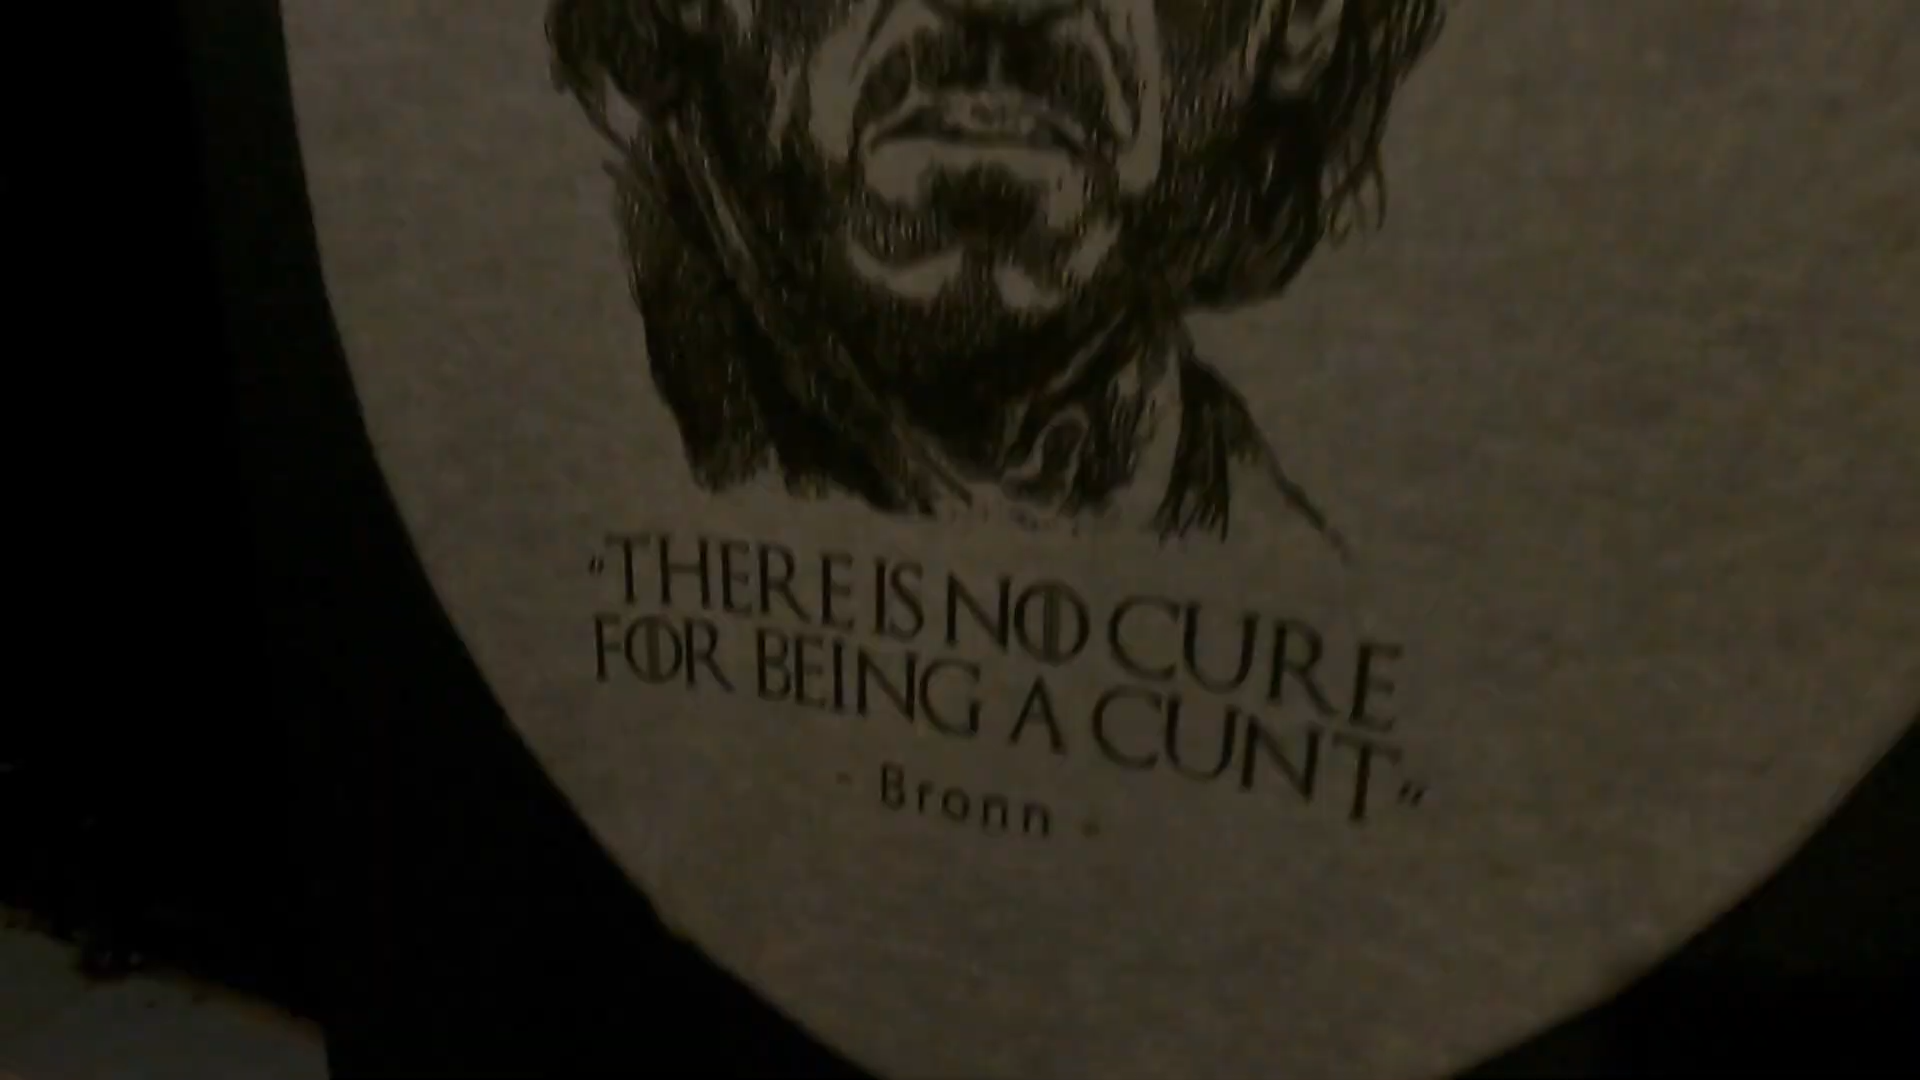 "THERE IS NO CURE
FOR BEING A CUNT"
- Bronn -